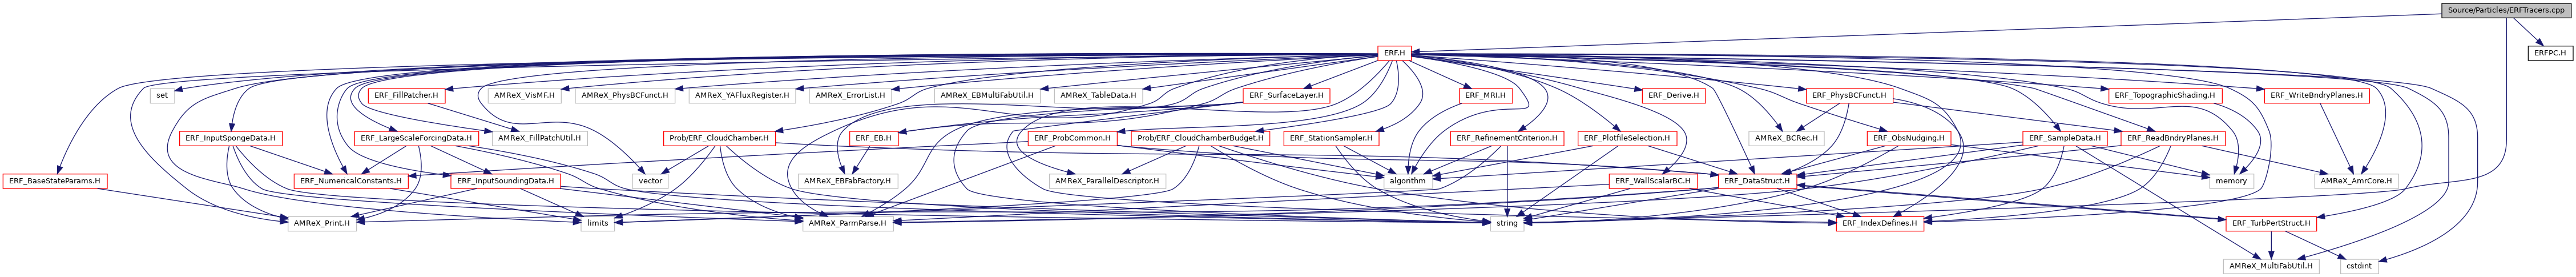 Source/Particles/ERFTracers.cpp
ERF.H
ERFPC.H
set
ERF_FillPatcher.H
AMReX_VisMF.H
AMReX_PhysBCFunct.H
AMReX_YAFluxRegister.H
AMReX_ErrorList.H
AMReX_EBMultiFabUtil.H
AMReX_TableData.H
ERF_SurfaceLayer.H
ERF_MRI.H
ERF_Derive.H
ERF_PhysBCFunct.H
ERF_TopographicShading.H
ERF_WriteBndryPlanes.H
ERF_InputSpongeData.H
ERF_LargeScaleForcingData.H
AMReX_FillPatchUtil.H
Prob/ERF_CloudChamber.H
ERF_EB.H
ERF_ProbCommon.H
Prob/ERF_CloudChamberBudget.H
ERF_StationSampler.H
ERF_RefinementCriterion.H
ERF_PlotfileSelection.H
AMReX_BCRec.H
ERF_ObsNudging.H
ERF_SampleData.H
ERF_ReadBndryPlanes.H
ERF_BaseStateParams.H
ERF_NumericalConstants.H
ERF_InputSoundingData.H
vector
AMReX_EBFabFactory.H
AMReX_ParallelDescriptor.H
algorithm
ERF_WallScalarBC.H
ERF_DataStruct.H
memory
AMReX_AmrCore.H
AMReX_Print.H
limits
AMReX_ParmParse.H
string
ERF_IndexDefines.H
ERF_TurbPertStruct.H
AMReX_MultiFabUtil.H
cstdint